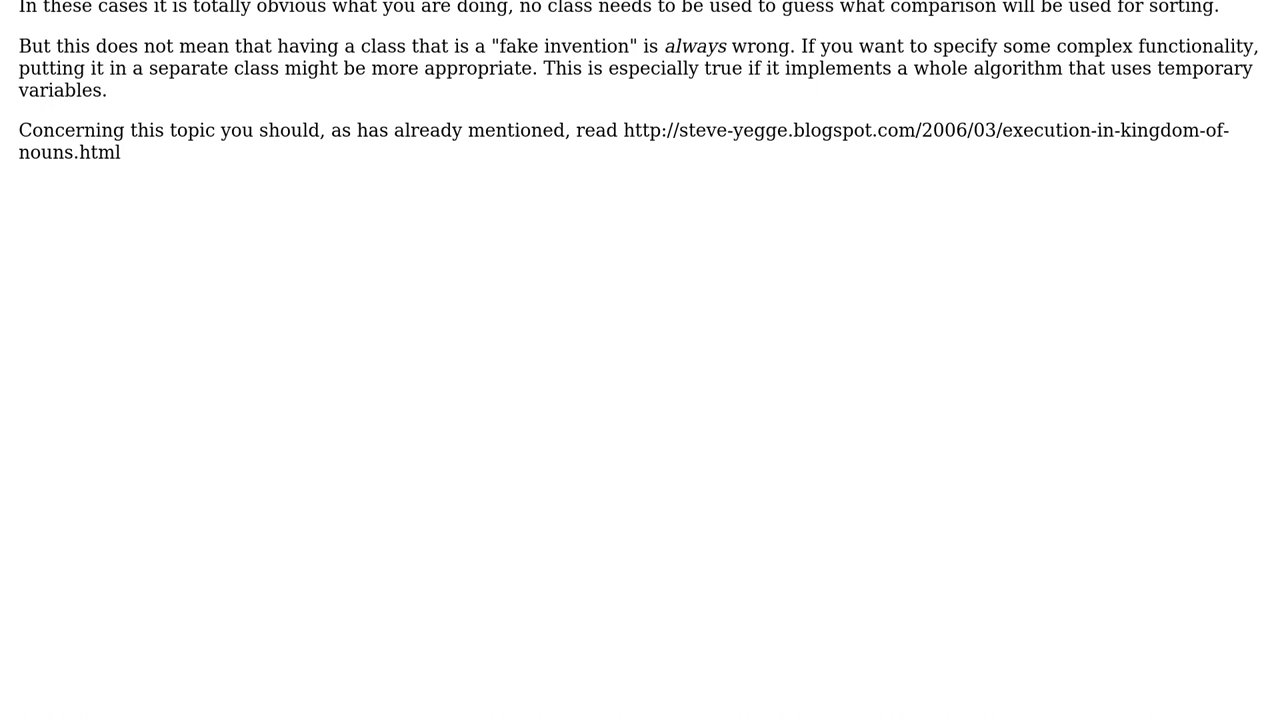 In these cases it is totally obvious what you are doing, no class needs to be used to guess what comparison will be used for sorting.
But this does not mean that having a class that is a "fake invention" is always wrong. If you want to specify some complex functionality,
putting it in a separate class might be more appropriate. This is especially true if it implements a whole algorithm that uses temporary
variables.
Concerning this topic you should, as has already mentioned, read http://steve-yegge.blogspot.com/2006/03/execution-in-kingdom-of-
nouns.html